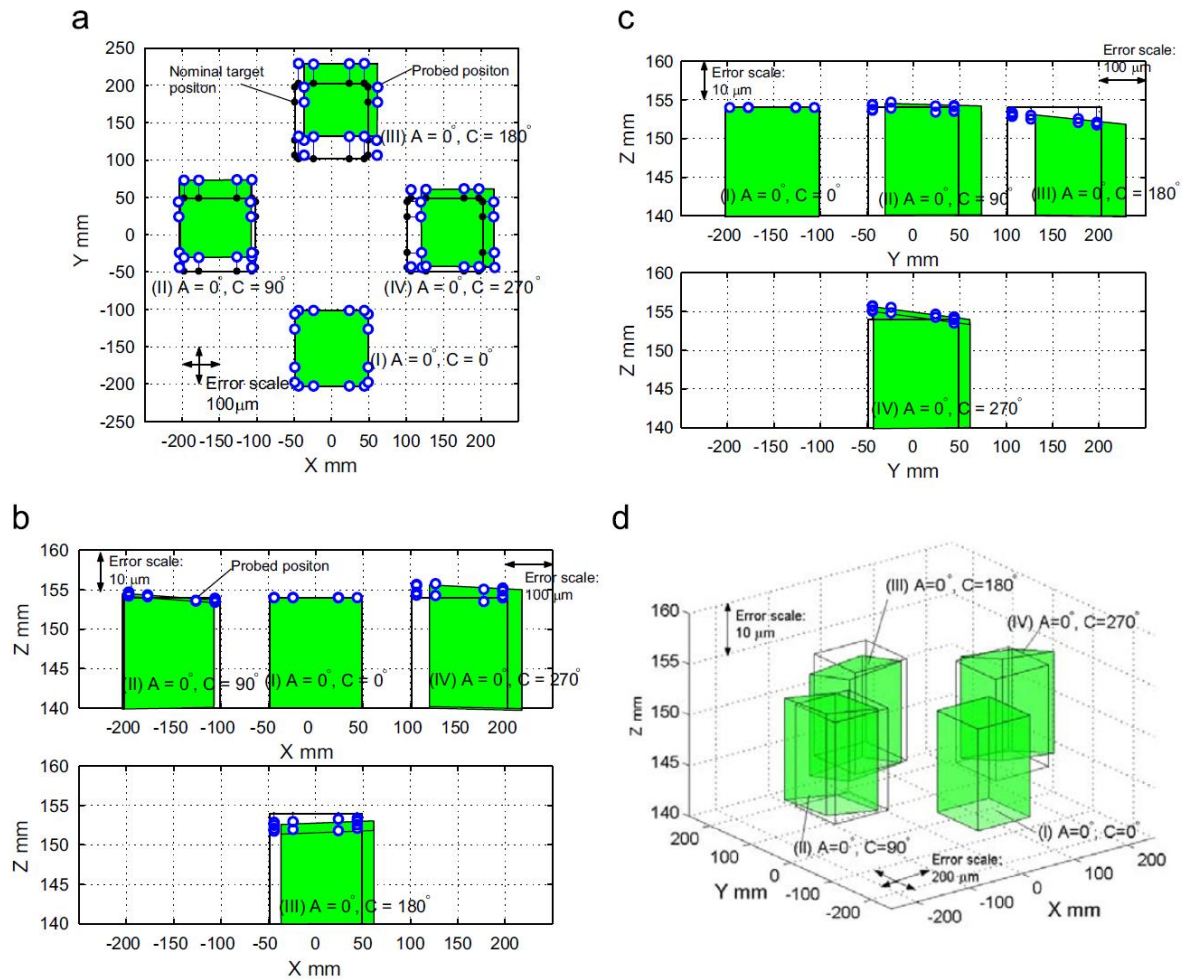 a
250
200
150
100
50
0
-50
-100
-150
-200
-250
Y mm
Nominal target
positon
Probed positon
(III) A = 0°, C = 180°
(II) A = 0°, C = 90°
(IV) A = 0°, C = 270°
(I) A = 0°, C = 0°
Error scale
100μm
-200 -150 -100 -50 0 50 100 150 200
X mm
c
160
155
150
145
140
Z mm
Error scale:
10 μm
Error scale:
100 μm
(I) A = 0°, C = 0°
(II) A = 0°, C = 90°
(III) A = 0°, C = 180°
-200 -150 -100 -50 0 50 100 150 200
Y mm
160
155
150
145
140
Z mm
(IV) A = 0°, C = 270°
-200 -150 -100 -50 0 50 100 150 200
Y mm
b
160
155
150
145
140
Z mm
Error scale:
10 μm
Probed positon
Error scale:
100 μm
(II) A = 0°, C = 90°
(I) A = 0°, C = 0°
(IV) A = 0°, C = 270°
-200 -150 -100 -50 0 50 100 150 200
X mm
160
155
150
145
140
Z mm
(III) A = 0°, C = 180°
-200 -150 -100 -50 0 50 100 150 200
X mm
d
160
155
150
145
140
Z mm
Error scale:
10 μm
(III) A=0°, C=180°
(IV) A=0°, C=270°
(II) A=0°, C=90°
(I) A=0°, C=0°
Error scale:
200 μm
200
100
0
-100
-200
Y mm
-200
-100
0
100
200
X mm